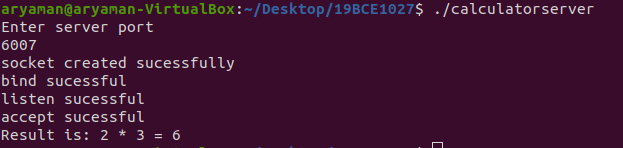 aryaman@aryaman-VirtualBox:~/Desktop/19BCE1027$ ./calculatorserver
Enter server port
6007
socket created sucessfully
bind sucessful
listen sucessful
accept sucessful
Result is: 2 * 3 = 6